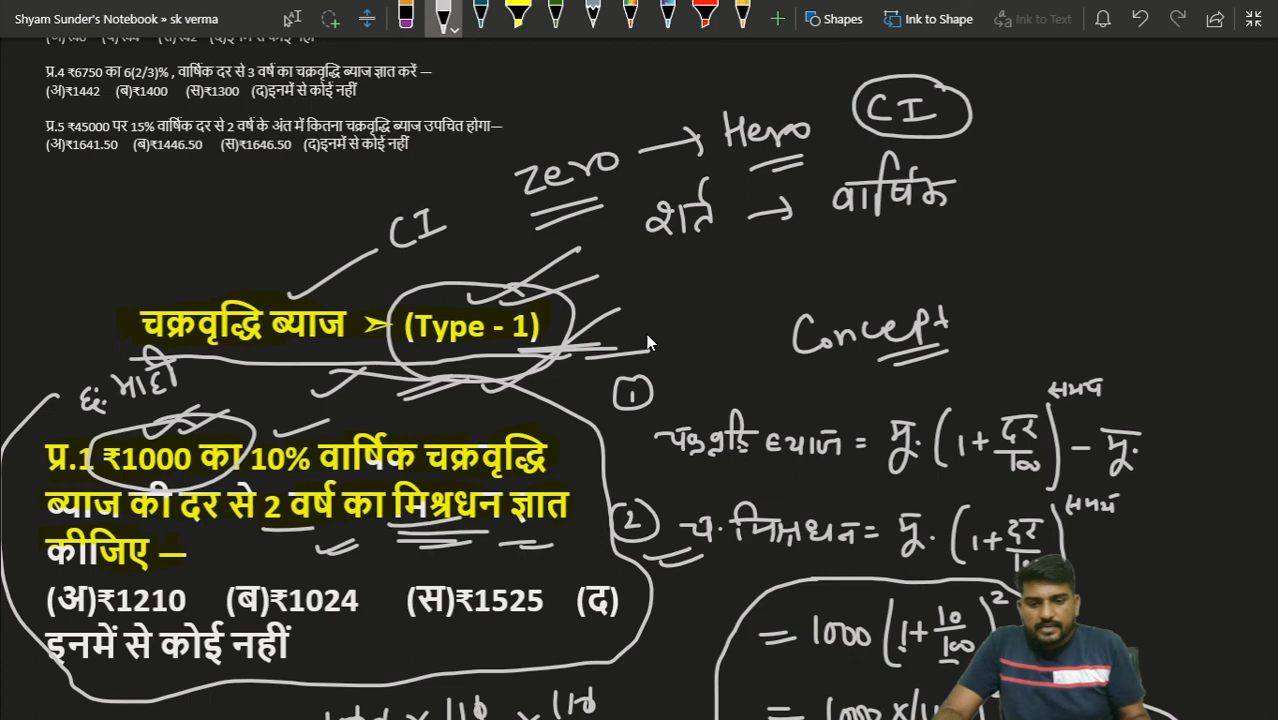 Shyam Sunder's Notebook » sk verma
Shapes
Ink to Shape
Ink to Text
प्र.4 ₹6750 का 6(2/3)% , वार्षिक दर से 3 वर्ष का चक्रवृद्धि ब्याज ज्ञात करें —
(अ)₹1442 (ब)₹1400 (स)₹1300 (द)इनमें से कोई नहीं
प्र.5 ₹45000 पर 15% वार्षिक दर से 2 वर्ष के अंत में कितना चक्रवृद्धि ब्याज उपचित होगा—
(अ)₹1641.50 (ब)₹1446.50 (स)₹1646.50 (द)इनमें से कोई नहीं
CI
zero → Hero
शर्त → वार्षिक
CI
चक्रवृद्धि ब्याज ➢ (Type - 1)
Concept
छः माही
①
प्र.1 ₹1000 का 10% वार्षिक चक्रवृद्धि
ब्याज की दर से 2 वर्ष का मिश्रधन ज्ञात
कीजिए —
(अ)₹1210 (ब)₹1024 (स)₹1525 (द)
इनमें से कोई नहीं
चक्रवृद्धि ब्याज = मू. (1 + दर/100)^समय − मू.
② च. मिश्रधन = मू. (1 + दर/100)^समय
= 1000 (1 + 10/100)^2